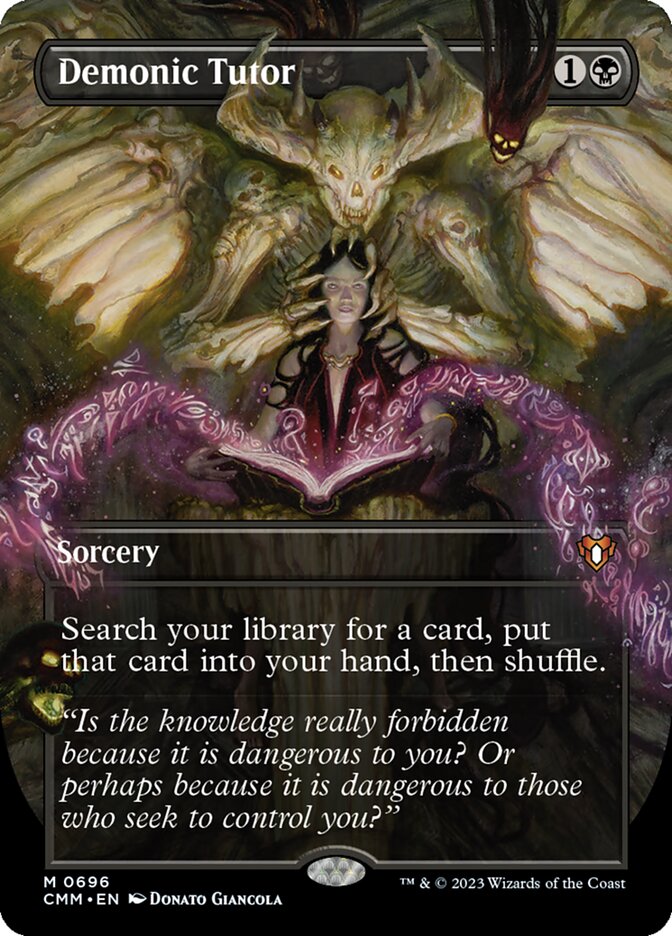 Demonic Tutor
1
Sorcery
Search your library for a card, put
that card into your hand, then shuffle.
“Is the knowledge really forbidden
because it is dangerous to you? Or
perhaps because it is dangerous to those
who seek to control you?”
M 0696
CMM • EN Donato Giancola
™ & © 2023 Wizards of the Coast